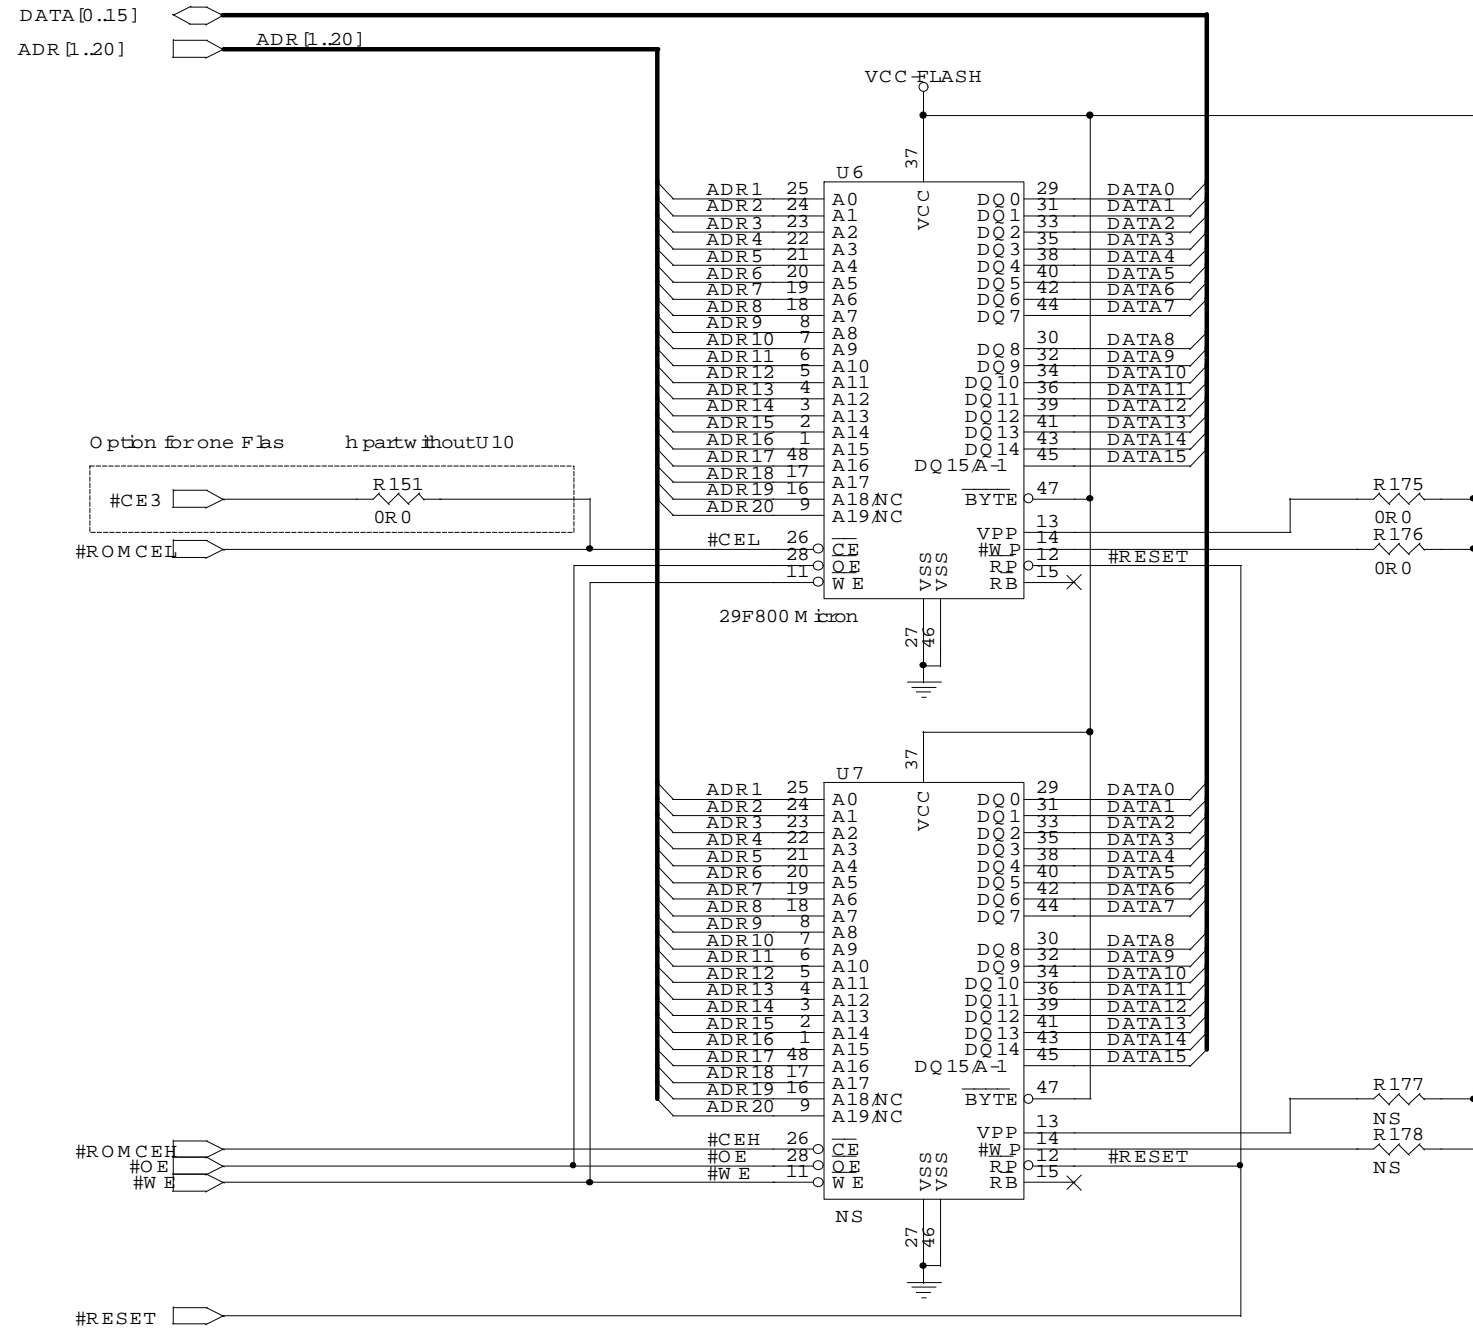 DATA[0..15]
ADR[1..20]
ADR[1..20]
VCC-FLASH
37
U6
VCC
ADR1 25 A0
ADR2 24 A1
ADR3 23 A2
ADR4 22 A3
ADR5 21 A4
ADR6 20 A5
ADR7 19 A6
ADR8 18 A7
ADR9 8 A8
ADR10 7 A9
ADR11 6 A10
ADR12 5 A11
ADR13 4 A12
ADR14 3 A13
ADR15 2 A14
ADR16 1 A15
ADR17 48 A16
ADR18 17 A17
ADR19 16 A18/NC
ADR20 9 A19/NC
#CEL 26 CE
28 OE
11 WE
DQ0 29 DATA0
DQ1 31 DATA1
DQ2 33 DATA2
DQ3 35 DATA3
DQ4 38 DATA4
DQ5 40 DATA5
DQ6 42 DATA6
DQ7 44 DATA7
DQ8 30 DATA8
DQ9 32 DATA9
DQ10 34 DATA10
DQ11 36 DATA11
DQ12 39 DATA12
DQ13 41 DATA13
DQ14 43 DATA14
DQ15/A-1 45 DATA15
BYTE 47
VPP 13
#WP 14
RP 12 #RESET
RB 15
VSS
VSS
27
46
29F800 Micron
Option for one Flash part without U10
#CE3
R151
0R0
#ROMCEL
R175
0R0
R176
0R0
37
U7
VCC
ADR1 25 A0
ADR2 24 A1
ADR3 23 A2
ADR4 22 A3
ADR5 21 A4
ADR6 20 A5
ADR7 19 A6
ADR8 18 A7
ADR9 8 A8
ADR10 7 A9
ADR11 6 A10
ADR12 5 A11
ADR13 4 A12
ADR14 3 A13
ADR15 2 A14
ADR16 1 A15
ADR17 48 A16
ADR18 17 A17
ADR19 16 A18/NC
ADR20 9 A19/NC
#CEH 26 CE
#OE 28 OE
#WE 11 WE
DQ0 29 DATA0
DQ1 31 DATA1
DQ2 33 DATA2
DQ3 35 DATA3
DQ4 38 DATA4
DQ5 40 DATA5
DQ6 42 DATA6
DQ7 44 DATA7
DQ8 30 DATA8
DQ9 32 DATA9
DQ10 34 DATA10
DQ11 36 DATA11
DQ12 39 DATA12
DQ13 41 DATA13
DQ14 43 DATA14
DQ15/A-1 45 DATA15
BYTE 47
VPP 13
#WP 14
RP 12 #RESET
RB 15
VSS
VSS
27
46
NS
R177
NS
R178
NS
#ROMCEH
#OE
#WE
#RESET